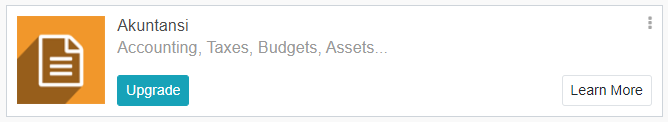 Akuntansi
Accounting, Taxes, Budgets, Assets...
Upgrade
Learn More